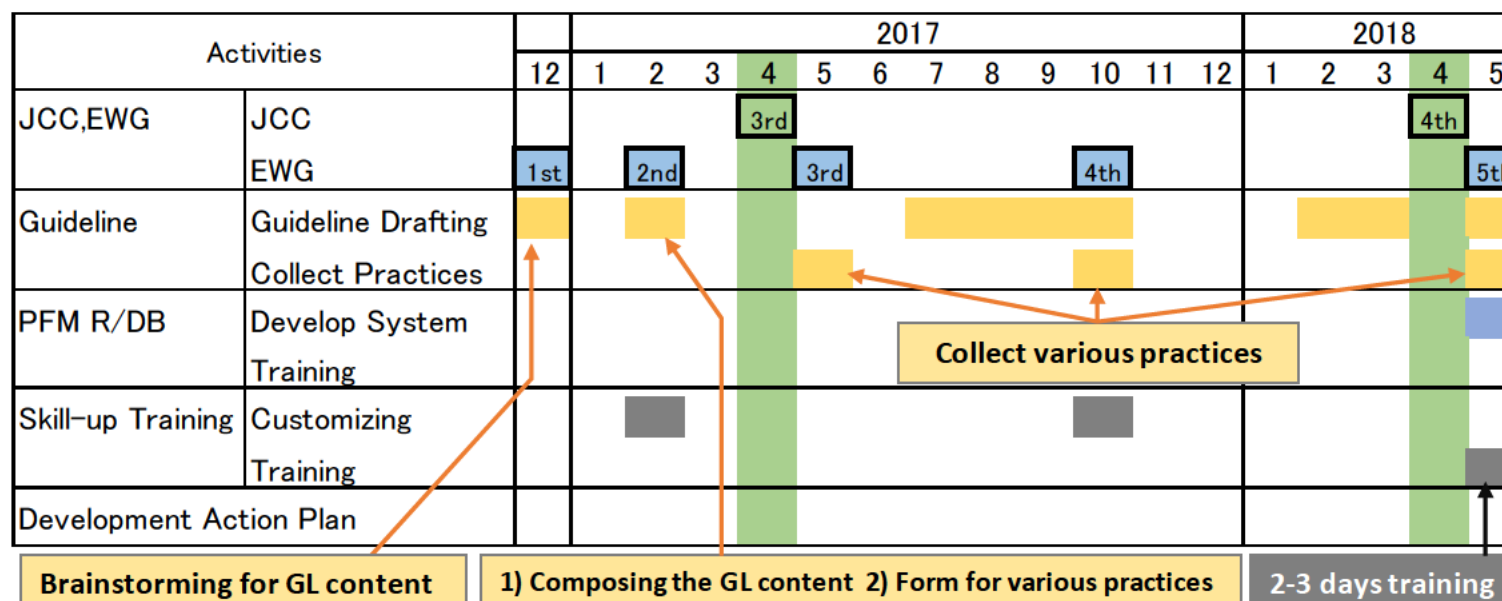 Activities
2017
2018
12 1 2 3 4 5 6 7 8 9 10 11 12 1 2 3 4 5
JCC,EWG
JCC
3rd
4th
EWG
1st
2nd
3rd
4th
5th
Guideline
Guideline Drafting
Collect Practices
PFM R/DB
Develop System
Collect various practices
Training
Skill-up Training
Customizing
Training
Development Action Plan
Brainstorming for GL content
1) Composing the GL content 2) Form for various practices
2-3 days training